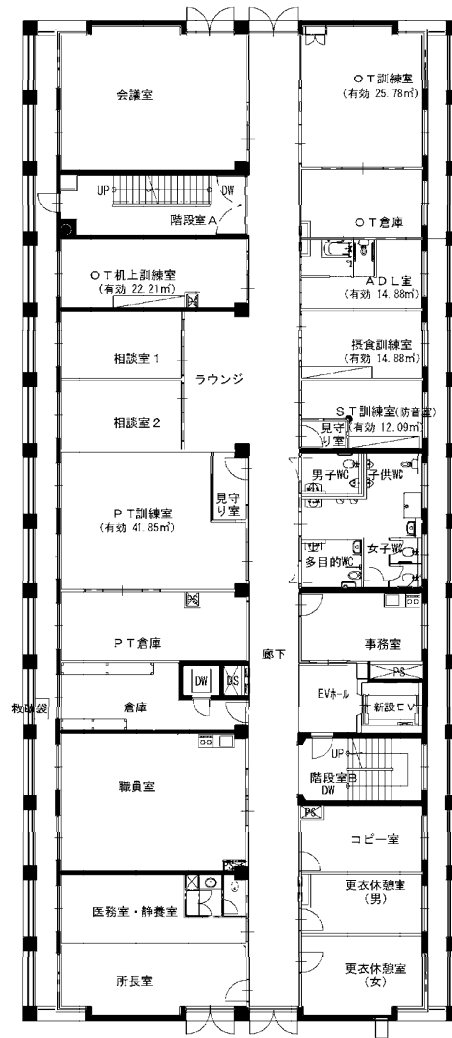 会議室
ＯＴ訓練室
(有効 25.78㎡)
UP
DW
階段室Ａ
ＯＴ倉庫
ＯＴ机上訓練室
(有効 22.21㎡)
ＡＤＬ室
(有効 14.88㎡)
相談室１
ラウンジ
摂食訓練室
(有効 14.88㎡)
相談室２
ＳＴ訓練室(防音室)
(有効 12.09㎡)
見守
り室
男子WC
子供WC
ＰＴ訓練室
(有効 41.85㎡)
見守
り室
多目的WC
女子WC
ＰＴ倉庫
廊下
事務室
PS
DW
DS
倉庫
EVホール
新設ＥＶ
救助袋
UP
階段室Ｂ
DW
職員室
PS
コピー室
医務室・静養室
更衣休憩室
(男)
所長室
更衣休憩室
(女)